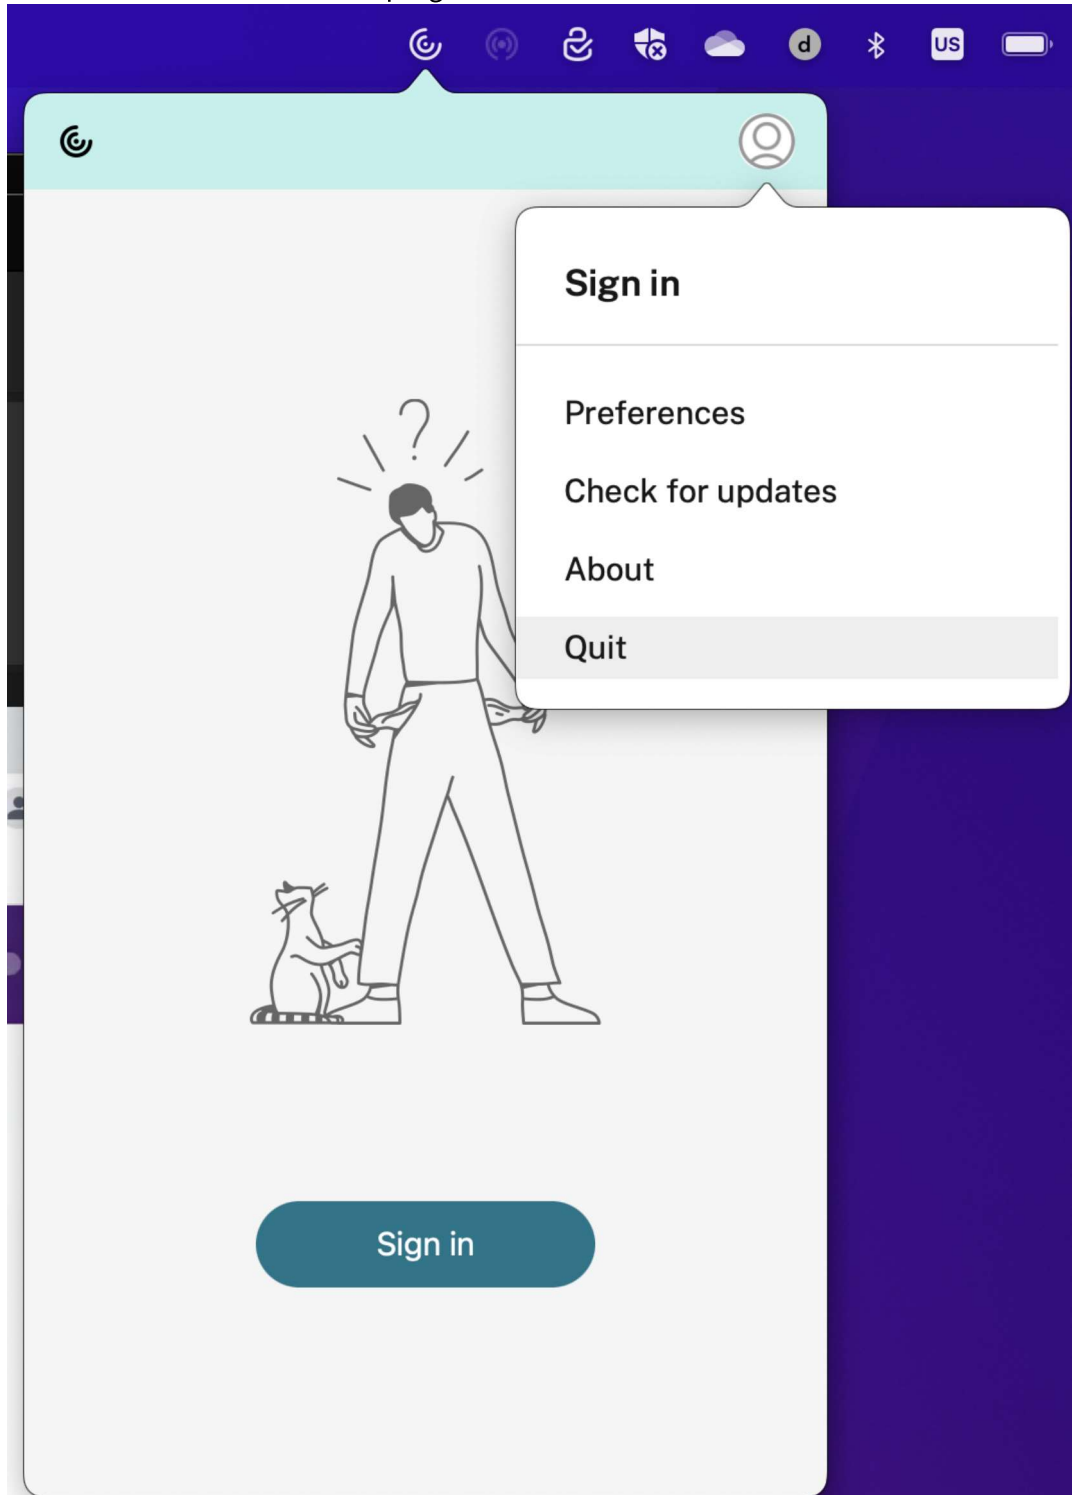 d
US
Sign in
Preferences
Check for updates
About
Quit
?
Sign in